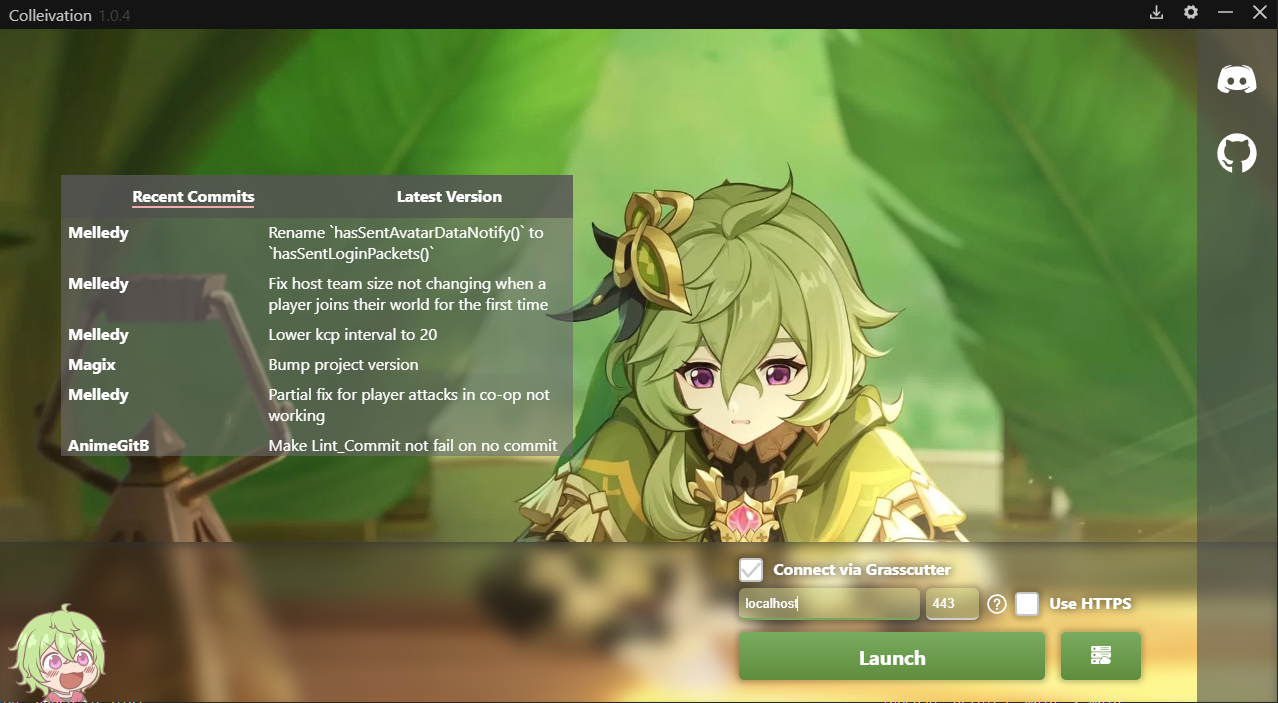 Colleivation 1.0.4
Recent Commits
Latest Version
Melledy
Rename `hasSentAvatarDataNotify()` to
`hasSentLoginPackets()`
Melledy
Fix host team size not changing when a
player joins their world for the first time
Melledy
Lower kcp interval to 20
Magix
Bump project version
Melledy
Partial fix for player attacks in co-op not
working
AnimeGitB
Make Lint_Commit not fail on no commit
Connect via Grasscutter
localhost
443
?
Use HTTPS
Launch